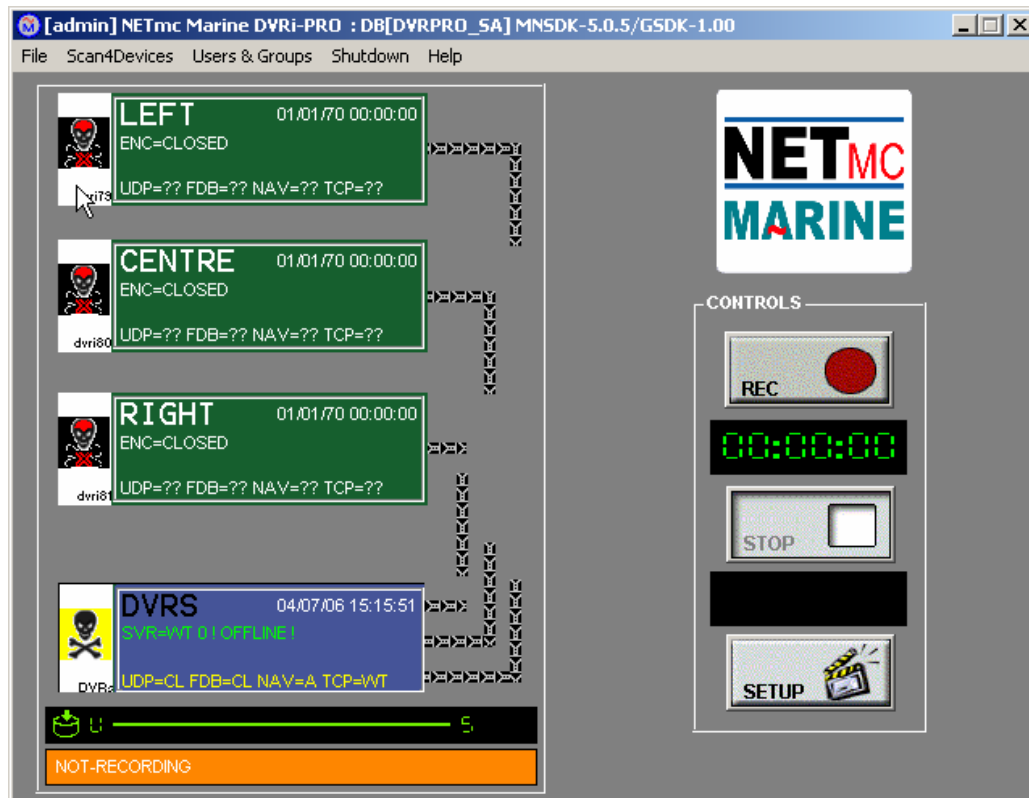 [admin] NETmc Marine DVRi-PRO : DB[DVRPRO_SA] MNSDK-5.0.5/GSDK-1.00
File Scan4Devices Users & Groups Shutdown Help
LEFT 01/01/70 00:00:00
ENC=CLOSED
UDP=?? FDB=?? NAV=?? TCP=??
CENTRE 01/01/70 00:00:00
ENC=CLOSED
dvri80
UDP=?? FDB=?? NAV=?? TCP=??
RIGHT 01/01/70 00:00:00
ENC=CLOSED
dvri81
UDP=?? FDB=?? NAV=?? TCP=??
DVRS 04/07/06 15:15:51
SVR=WT 0 ! OFFLINE !
UDP=CL FDB=CL NAV=A TCP=WT
NOT-RECORDING
NETMC
MARINE
CONTROLS
REC
00:00:00
STOP
SETUP